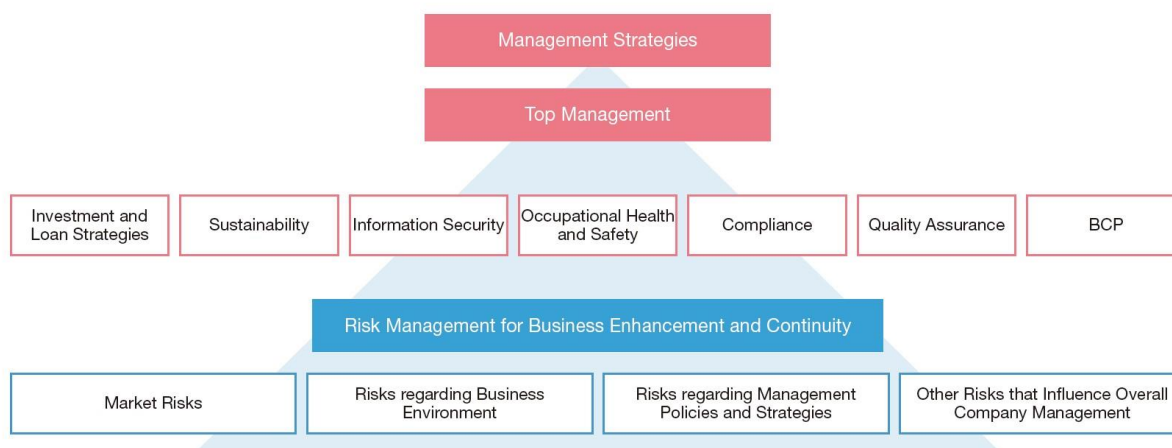 Management Strategies
Top Management
Investment and
Loan Strategies
Sustainability
Information Security
Occupational Health
and Safety
Compliance
Quality Assurance
BCP
Risk Management for Business Enhancement and Continuity
Market Risks
Risks regarding Business
Environment
Risks regarding Management
Policies and Strategies
Other Risks that Influence Overall
Company Management